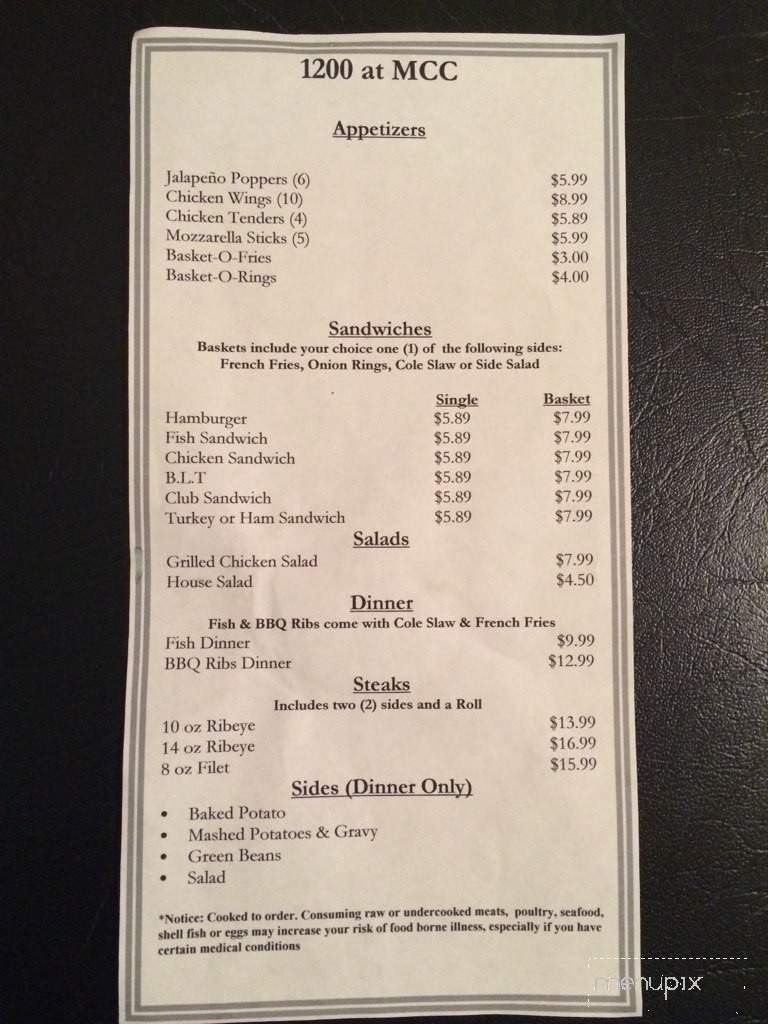 1200 at MCC
Appetizers
Jalapeño Poppers (6) $5.99
Chicken Wings (10) $8.99
Chicken Tenders (4) $5.89
Mozzarella Sticks (5) $5.99
Basket-O-Fries $3.00
Basket-O-Rings $4.00
Sandwiches
Baskets include your choice one (1) of the following sides:
French Fries, Onion Rings, Cole Slaw or Side Salad
Single Basket
Hamburger $5.89 $7.99
Fish Sandwich $5.89 $7.99
Chicken Sandwich $5.89 $7.99
B.L.T $5.89 $7.99
Club Sandwich $5.89 $7.99
Turkey or Ham Sandwich $5.89 $7.99
Salads
Grilled Chicken Salad $7.99
House Salad $4.50
Dinner
Fish & BBQ Ribs come with Cole Slaw & French Fries
Fish Dinner $9.99
BBQ Ribs Dinner $12.99
Steaks
Includes two (2) sides and a Roll
10 oz Ribeye $13.99
14 oz Ribeye $16.99
8 oz Filet $15.99
Sides (Dinner Only)
• Baked Potato
• Mashed Potatoes & Gravy
• Green Beans
• Salad
*Notice: Cooked to order. Consuming raw or undercooked meats, poultry, seafood,
shell fish or eggs may increase your risk of food borne illness, especially if you have
certain medical conditions
menupix